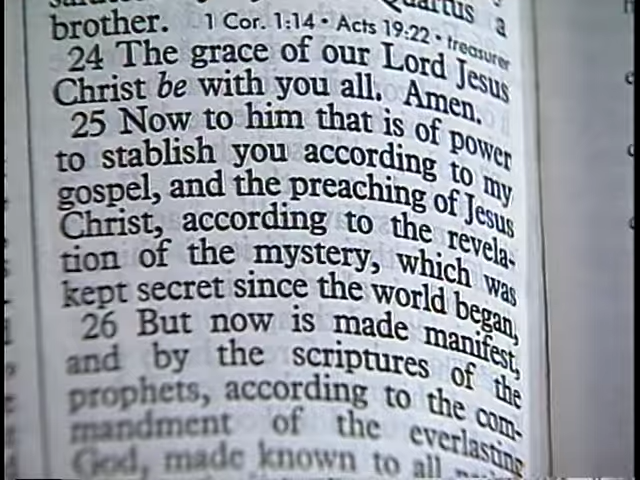 Quartus a
brother. 1 Cor. 1:14 • Acts 19:22 • treasurer
24 The grace of our Lord Jesus
Christ be with you all. Amen.
25 Now to him that is of power
to stablish you according to my
gospel, and the preaching of Jesus
Christ, according to the revela-
tion of the mystery, which was
kept secret since the world began,
26 But now is made manifest,
and by the scriptures of the
prophets, according to the com-
mandment of the everlasting
God, made known to all